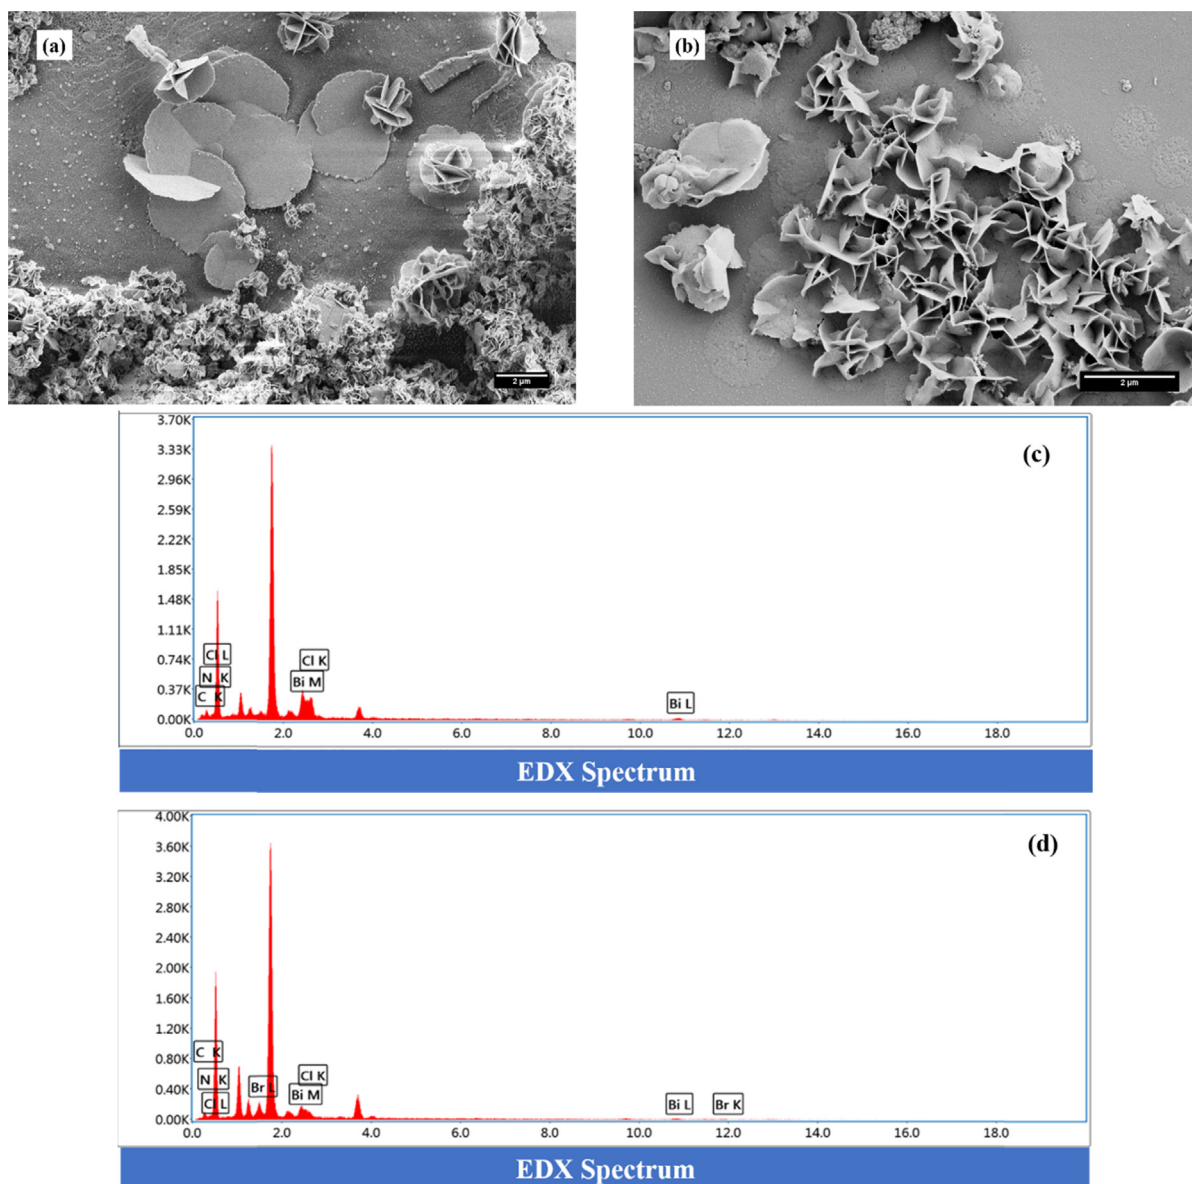 (a)
(b)
2 μm
2 μm
(c)
3.70K
3.33K
2.96K
2.59K
2.22K
1.85K
1.48K
1.11K
0.74K
0.37K
0.00K
Cl L
N K
C K
Cl K
Bi M
Bi L
0.0 2.0 4.0 6.0 8.0 10.0 12.0 14.0 16.0 18.0
EDX Spectrum
(d)
4.00K
3.60K
3.20K
2.80K
2.40K
2.00K
1.60K
1.20K
0.80K
0.40K
0.00K
C K
N K
Cl L
Br L
Cl K
Bi M
Bi L
Br K
0.0 2.0 4.0 6.0 8.0 10.0 12.0 14.0 16.0 18.0
EDX Spectrum